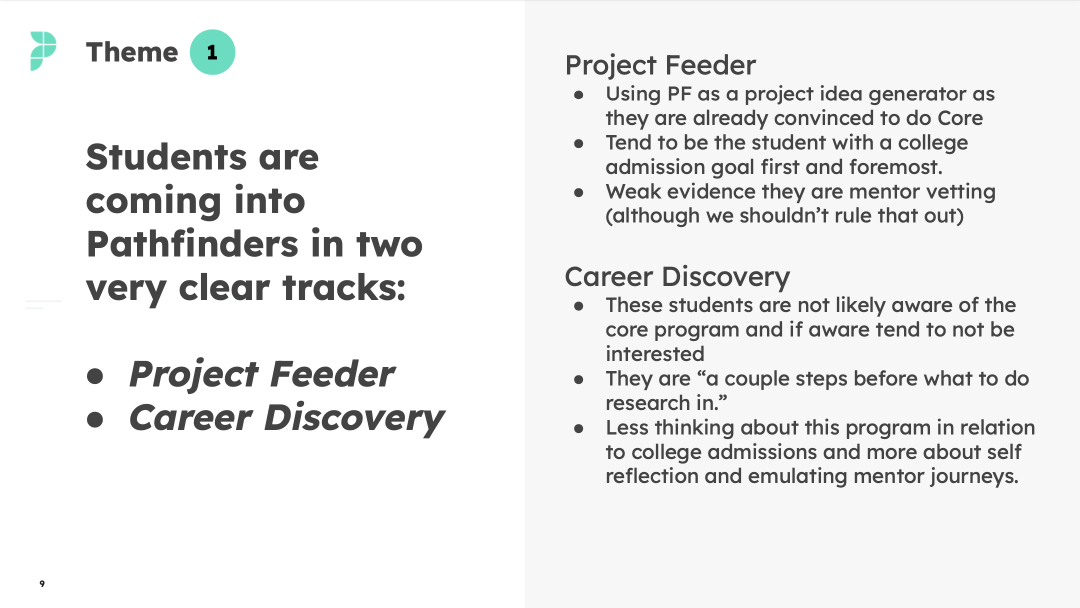 Theme 1
Students are
coming into
Pathfinders in two
very clear tracks:
● Project Feeder
● Career Discovery
Project Feeder
● Using PF as a project idea generator as
they are already convinced to do Core
● Tend to be the student with a college
admission goal first and foremost.
● Weak evidence they are mentor vetting
(although we shouldn’t rule that out)
Career Discovery
● These students are not likely aware of the
core program and if aware tend to not be
interested
● They are “a couple steps before what to do
research in.”
● Less thinking about this program in relation
to college admissions and more about self
reflection and emulating mentor journeys.
9